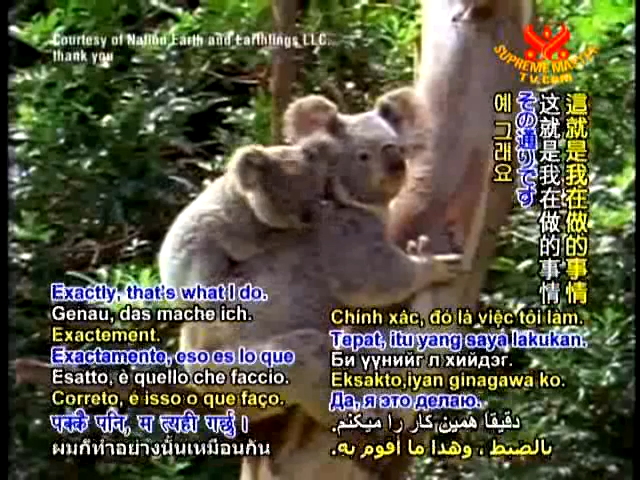 Courtesy of Nation Earth and Earthlings LLC.
thank you
SUPREME MASTER
TV.com
這就是我在做的事情
这就是我在做的事情
その通りです
예 그래요
Exactly, that's what I do.
Genau, das mache ich.
Exactement.
Exactamente, eso es lo que
Esatto, è quello che faccio.
Correto, é isso o que faço.
पक्कै पनि, म त्यही गर्छु ।
ผมก็ทำอย่างนั้นเหมือนกัน
Chính xác, đó là việc tôi làm.
Tepat, itu yang saya lakukan.
Би үүнийг л хийдэг.
Eksakto,iyan ginagawa ko.
Да, я это делаю.
دقیقا همین کار را میکنم.
بالضبط ، وهذا ما أقوم به.